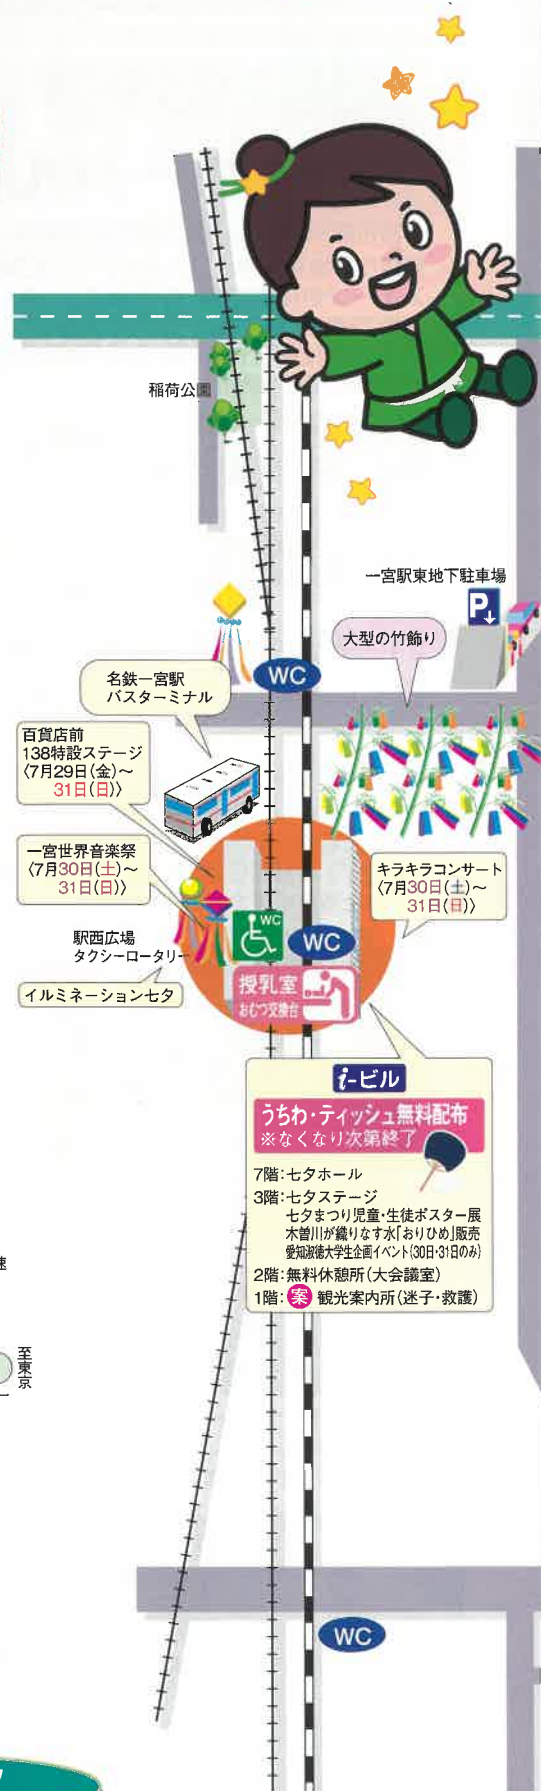 稲荷公園
一宮駅東地下駐車場
P
大型の竹飾り
WC
名鉄一宮駅
バスターミナル
百貨店前
138特設ステージ
〈7月29日(金)〜
31日(日)〉
一宮世界音楽祭
〈7月30日(土)〜
31日(日)〉
キラキラコンサート
〈7月30日(土)〜
31日(日)〉
WC
WC
駅西広場
タクシーロータリー
授乳室
おむつ交換台
イルミネーション七夕
i-ビル
うちわ・ティッシュ無料配布
※なくなり次第終了
7階:七夕ホール
3階:七夕ステージ
七夕まつり児童・生徒ポスター展
木曽川が織りなす水「おりひめ」販売
愛知淑徳大学生企画イベント(30日・31日のみ)
2階:無料休憩所(大会議室)
1階:案 観光案内所(迷子・救護)
速
至東京
WC